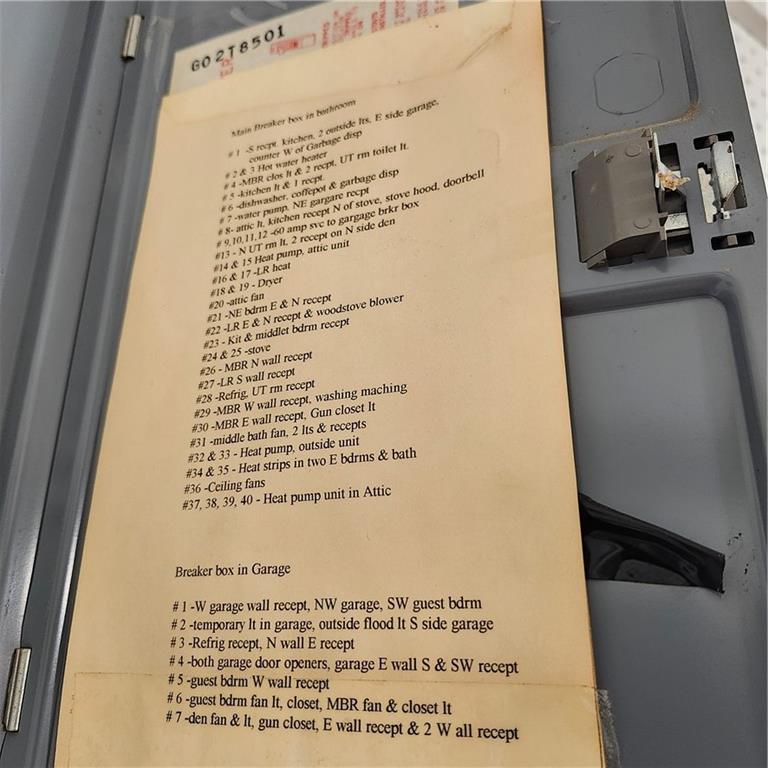 G02T8501
Main Breaker box in bathroom
# 1 -S recpt. kitchen, 2 outside lts, E side garage,
counter W of Garbage disp
# 2 & 3 Hot water heater
# 4 -MBR clos lt & 2 recpt, UT rm toilet lt.
# 5 -kitchen lt & 1 recpt.
# 6 -dishwasher, coffepot & garbage disp
# 7 -water pump, NE gargare recpt
# 8- attic lt, kitchen recept N of stove, stove hood, doorbell
# 9,10,11,12 -60 amp svc to gargage brkr box
#13 - N UT rm lt, 2 recept on N side den
#14 & 15 Heat pump, attic unit
#16 & 17 -LR heat
#18 & 19 - Dryer
#20 -attic fan
#21 -NE bdrm E & N recept
#22 -LR E & N recept & woodstove blower
#23 - Kit & middlet bdrm recept
#24 & 25 -stove
#26 - MBR N wall recept
#27 -LR S wall recept
#28 -Refrig, UT rm recept
#29 -MBR W wall recept, washing maching
#30 -MBR E wall recept, Gun closet lt
#31 -middle bath fan, 2 lts & recepts
#32 & 33 - Heat pump, outside unit
#34 & 35 - Heat strips in two E bdrms & bath
#36 -Ceiling fans
#37, 38, 39, 40 - Heat pump unit in Attic
Breaker box in Garage
# 1 -W garage wall recept, NW garage, SW guest bdrm
# 2 -temporary lt in garage, outside flood lt S side garage
# 3 -Refrig recept, N wall E recept
# 4 -both garage door openers, garage E wall S & SW recept
# 5 -guest bdrm W wall recept
# 6 -guest bdrm fan lt, closet, MBR fan & closet lt
# 7 -den fan & lt, gun closet, E wall recept & 2 W all recept